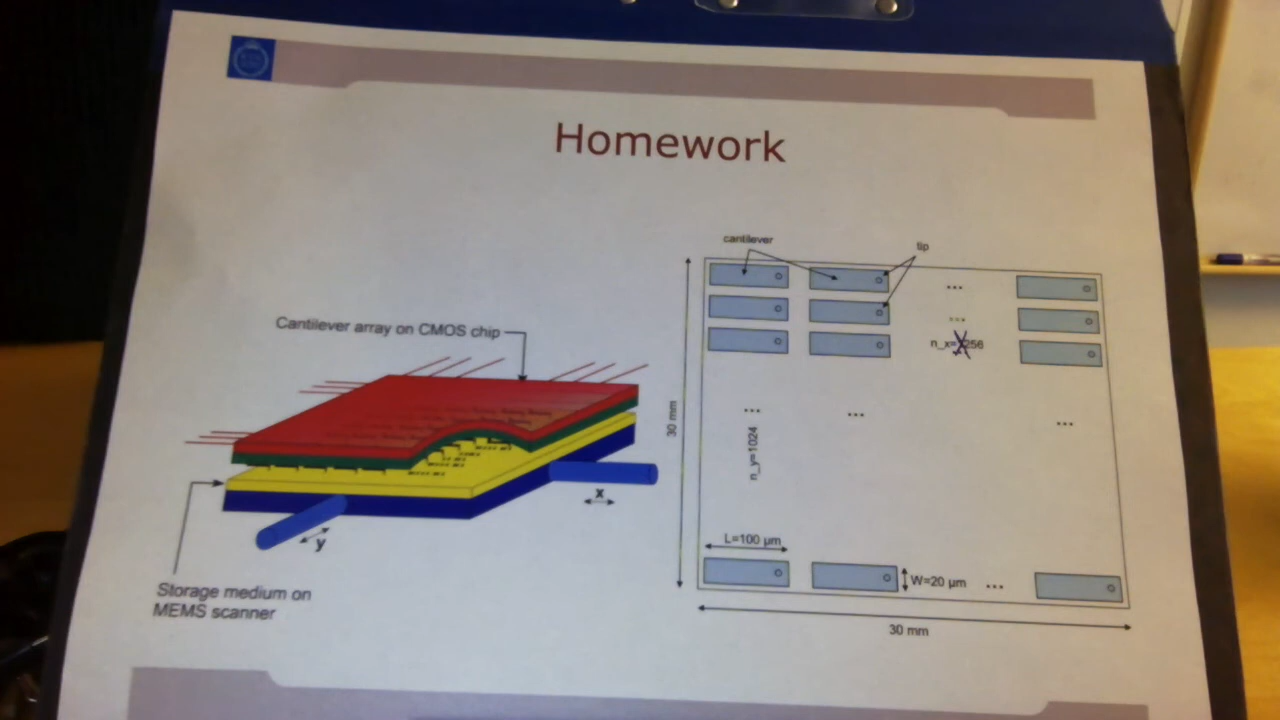 Homework
cantilever
tip
Cantilever array on CMOS chip
...
...
n_x=256
30 mm
...
...
...
n_y=1024
x
y
L=100 µm
W=20 µm
...
Storage medium on
MEMS scanner
30 mm